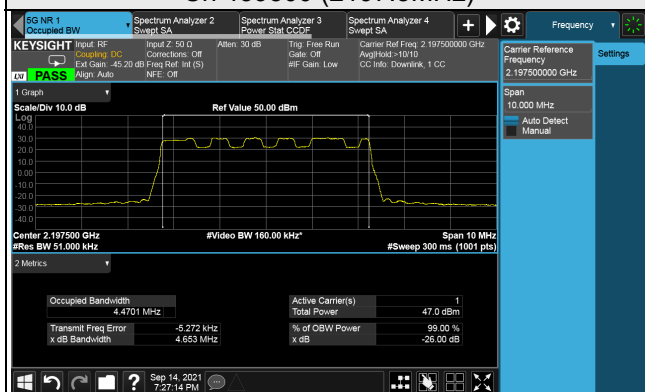 5G NR 1
Occupied BW
Spectrum Analyzer 2
Swept SA
Spectrum Analyzer 3
Power Stat CCDF
Spectrum Analyzer 4
Swept SA
+
Frequency
KEYSIGHT
Input: RF
Coupling: DC
Ext Gain: -45.20 dB
Align: Auto
Input Z: 50 Ω
Corrections: Off
Freq Ref: Int (S)
NFE: Off
Atten: 30 dB
Trig: Free Run
Gate: Off
#IF Gain: Low
Carrier Ref Freq: 2.197500000 GHz
Avg|Hold:>10/10
CC Info: Downlink, 1 CC
LXI
PASS
Carrier Reference
Frequency
2.197500000 GHz
Settings
Span
10.000 MHz
Auto Detect
Manual
1 Graph
Scale/Div 10.0 dB
Ref Value 50.00 dBm
Log
40.0
30.0
20.0
10.0
0.00
-10.0
-20.0
-30.0
-40.0
Center 2.197500 GHz
#Video BW 160.00 kHz*
Span 10 MHz
#Res BW 51.000 kHz
#Sweep 300 ms (1001 pts)
2 Metrics
Occupied Bandwidth
4.4701 MHz
Active Carrier(s) 1
Total Power 47.0 dBm
Transmit Freq Error -5.272 kHz
% of OBW Power 99.00 %
x dB Bandwidth 4.653 MHz
x dB -26.00 dB
?
Sep 14, 2021
7:27:14 PM